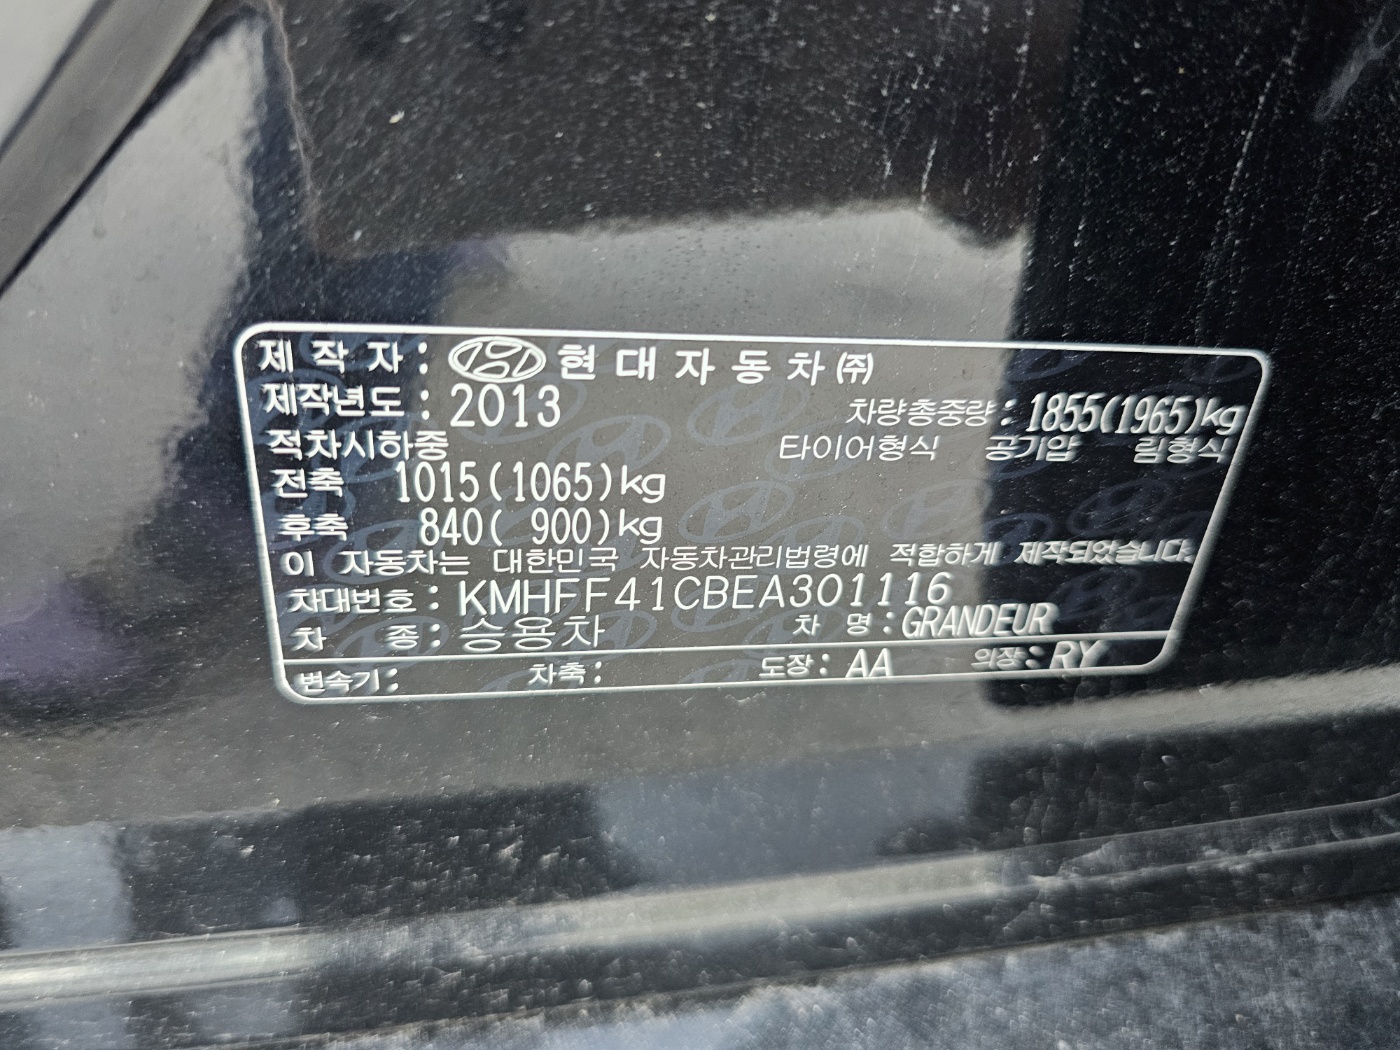 제 작 자 : 현 대 자 동 차 ㈜
제작년도 : 2013 차량총중량 : 1855(1965)kg
적차시하중 타이어형식 공기압 림형식
전축 1015(1065)kg
후축 840( 900)kg
이 자동차는 대한민국 자동차관리법령에 적합하게 제작되었습니다.
차대번호 : KMHFF41CBEA301116
차 종 : 승용차 차 명 : GRANDEUR
변속기 : 차축 : 도장 : AA 의장 : RY